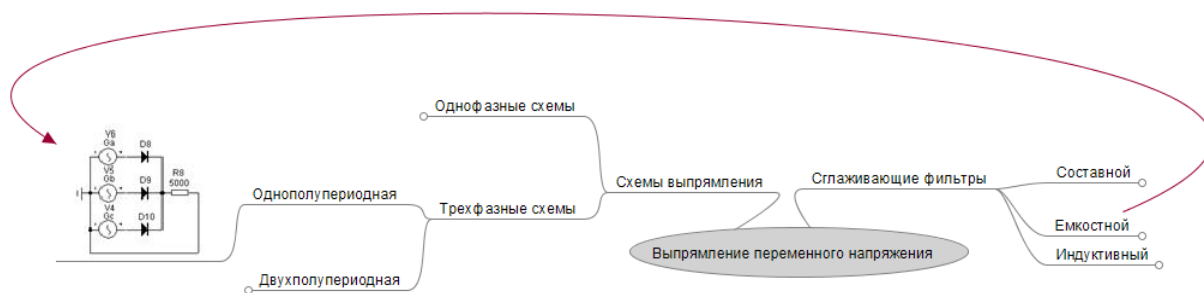 Однофазные схемы
V6
Ga
D8
R8
5000
V5
Gb
D9
V4
Gc
D10
Однополупериодная
Трехфазные схемы
Двухполупериодная
Схемы выпрямления
Сглаживающие фильтры
Составной
Емкостной
Индуктивный
Выпрямление переменного напряжения